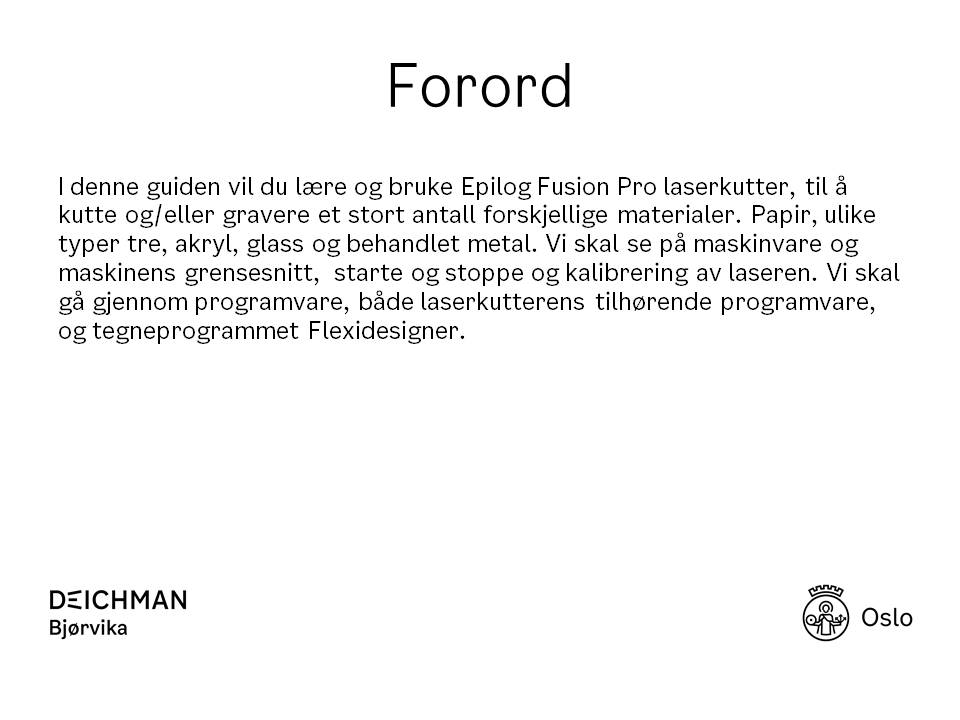 Forord
I denne guiden vil du lære og bruke Epilog Fusion Pro laserkutter, til å
kutte og/eller gravere et stort antall forskjellige materialer. Papir, ulike
typer tre, akryl, glass og behandlet metal. Vi skal se på maskinvare og
maskinens grensesnitt,  starte og stoppe og kalibrering av laseren. Vi skal
gå gjennom programvare, både laserkutterens tilhørende programvare,
og tegneprogrammet Flexidesigner.
DEICHMAN
Bjørvika
Oslo